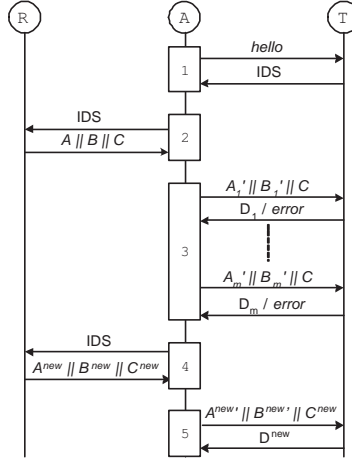 R A T
hello
1
IDS
IDS
2
A || B || C
A₁' || B₁' || C
D₁ / error
3
Aₘ' || Bₘ' || C
Dₘ / error
IDS
4
Aⁿᵉʷ || Bⁿᵉʷ || Cⁿᵉʷ
Aⁿᵉʷ' || Bⁿᵉʷ' || Cⁿᵉʷ
5
Dⁿᵉʷ